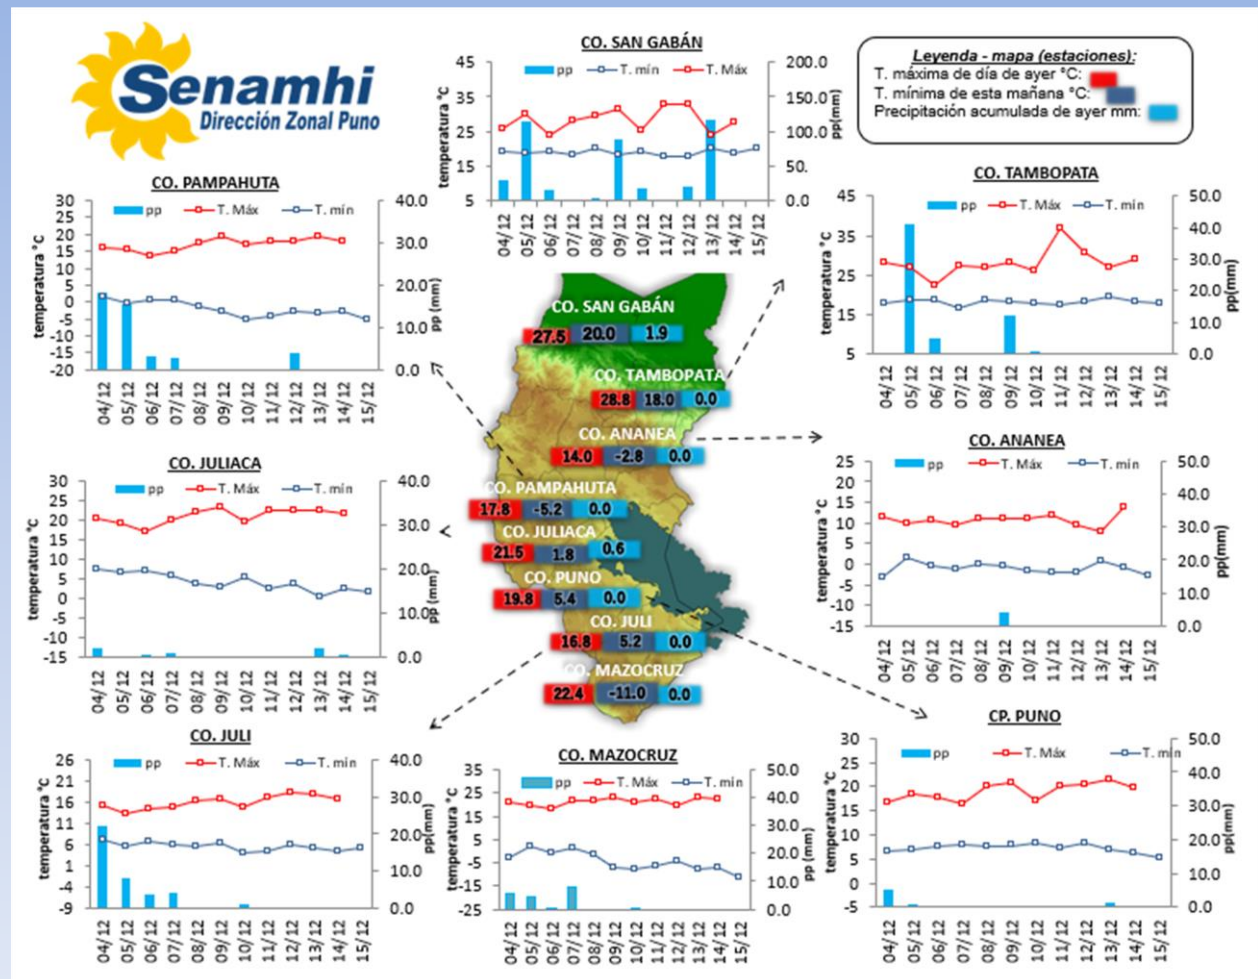 Senamhi
Dirección Zonal Puno
CO. SAN GABÁN
pp T. mín T. Máx
temperatura °C
45
35
25
15
5
pp(mm)
200.0
150.0
100.0
50.
0.0
04/12 05/12 06/12 07/12 08/12 09/12 10/12 11/12 12/12 13/12 14/12 15/12
Leyenda - mapa (estaciones):
T. máxima de día de ayer °C:
T. mínima de esta mañana °C:
Precipitación acumulada de ayer mm:
CO. PAMPAHUTA
pp T. Máx T. mín
temperatura °C
30
25
20
15
10
5
0
-5
-10
-15
-20
pp (mm)
40.0
30.0
20.0
10.0
0.0
04/12 05/12 06/12 07/12 08/12 09/12 10/12 11/12 12/12 13/12 14/12 15/12
CO. TAMBOPATA
pp T. Máx T. mín
temperatura °C
45
35
25
15
5
pp(mm)
50.0
40.0
30.0
20.0
10.0
0.0
04/12 05/12 06/12 07/12 08/12 09/12 10/12 11/12 12/12 13/12 14/12 15/12
CO. SAN GABÁN
27.5 20.0 1.9
CO. TAMBOPATA
28.8 18.0 0.0
CO. ANANEA
14.0 -2.8 0.0
CO. PAMPAHUTA
17.8 -5.2 0.0
CO. JULIACA
21.5 1.8 0.6
CO. PUNO
19.8 5.4 0.0
CO. JULI
16.8 5.2 0.0
CO. MAZOCRUZ
22.4 -11.0 0.0
CO. JULIACA
pp T. Máx T. mín
temperatura °C
30
25
20
15
10
5
0
-5
-10
-15
pp (mm)
40.0
30.0
20.0
10.0
0.0
04/12 05/12 06/12 07/12 08/12 09/12 10/12 11/12 12/12 13/12 14/12 15/12
CO. ANANEA
pp T. Máx T. mín
temperatura °C
25
20
15
10
5
0
-5
-10
-15
pp(mm)
50.0
40.0
30.0
20.0
10.0
0.0
04/12 05/12 06/12 07/12 08/12 09/12 10/12 11/12 12/12 13/12 14/12 15/12
CO. JULI
pp T. Máx T. mín
temperatura °C
26
21
16
11
6
1
-4
-9
pp(mm)
40.0
30.0
20.0
10.0
0.0
04/12 05/12 06/12 07/12 08/12 09/12 10/12 11/12 12/12 13/12 14/12 15/12
CO. MAZOCRUZ
pp T. Máx T. mín
temperatura °C
35
25
15
5
-5
-15
-25
pp (mm)
50.0
40.0
30.0
20.0
10.0
0.0
04/12 05/12 06/12 07/12 08/12 09/12 10/12 11/12 12/12 13/12 14/12 15/12
CP. PUNO
pp T. Máx T. mín
temperatura °C
30
25
20
15
10
5
0
-5
pp(mm)
50.0
40.0
30.0
20.0
10.0
0.0
04/12 05/12 06/12 07/12 08/12 09/12 10/12 11/12 12/12 13/12 14/12 15/12